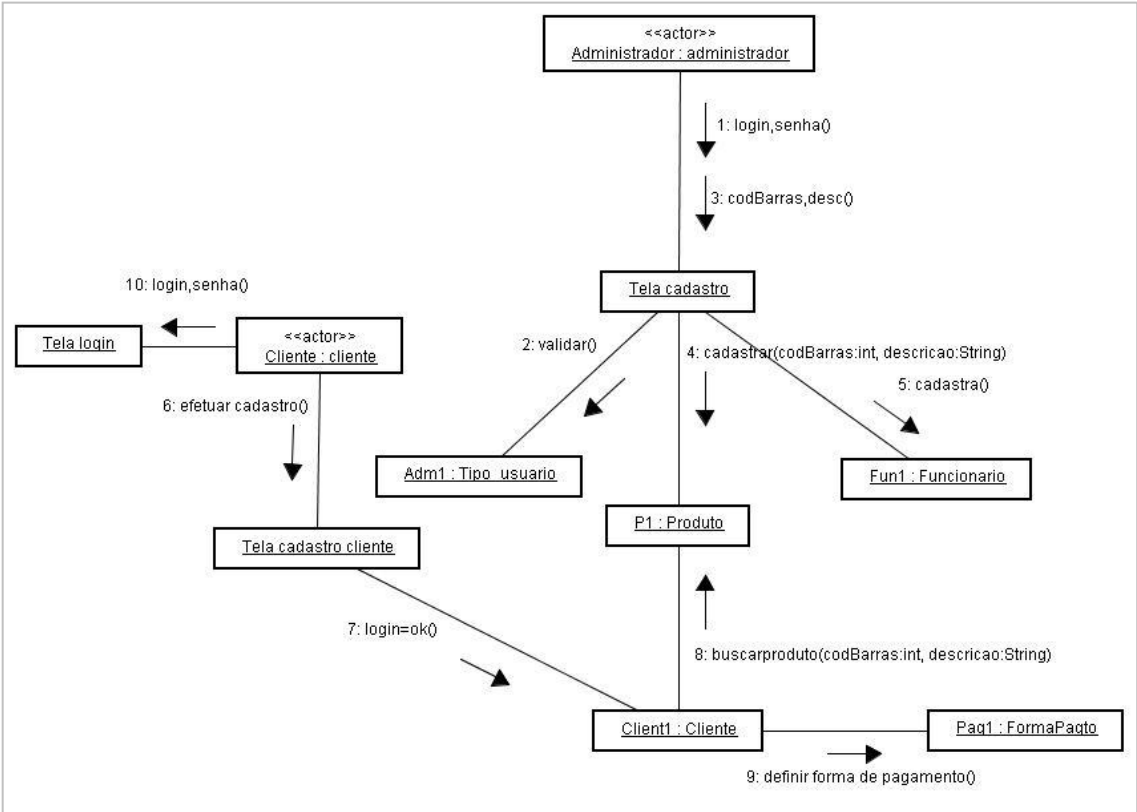 <<actor>>
Administrador : administrador
1: login,senha()
3: codBarras,desc()
Tela cadastro
10: login,senha()
Tela login
<<actor>>
Cliente : cliente
2: validar()
4: cadastrar(codBarras:int, descricao:String)
5: cadastra()
6: efetuar cadastro()
Adm1 : Tipo_usuario
Fun1 : Funcionario
P1 : Produto
Tela cadastro cliente
7: login=ok()
8: buscarproduto(codBarras:int, descricao:String)
Client1 : Cliente
Pag1 : FormaPagto
9: definir forma de pagamento()